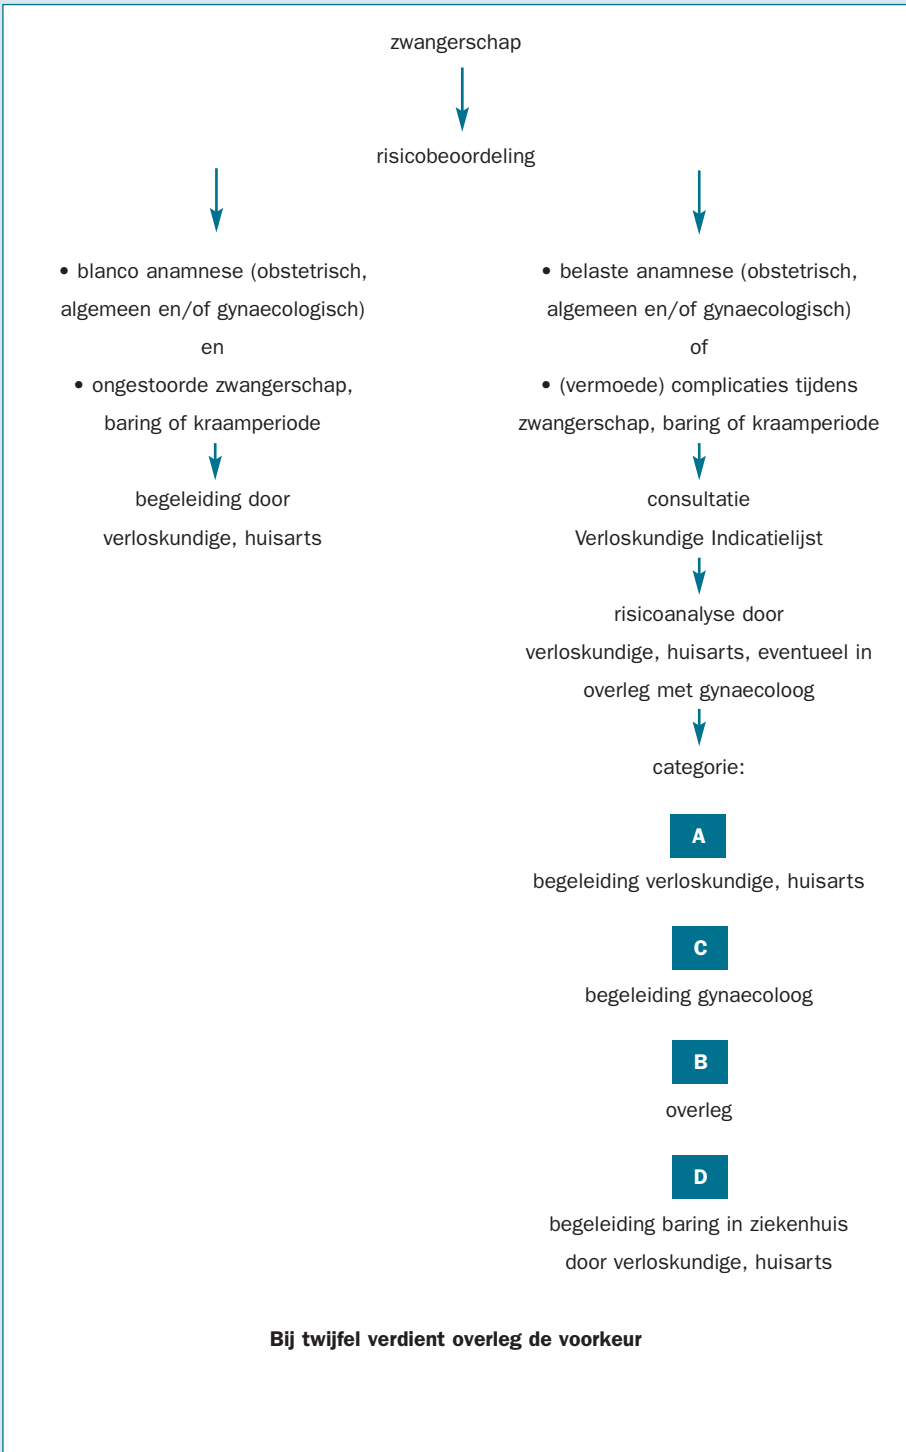 zwangerschap
risicobeoordeling
• blanco anamnese (obstetrisch,
algemeen en/of gynaecologisch)
en
• ongestoorde zwangerschap,
baring of kraamperiode
begeleiding door
verloskundige, huisarts
• belaste anamnese (obstetrisch,
algemeen en/of gynaecologisch)
of
• (vermoede) complicaties tijdens
zwangerschap, baring of kraamperiode
consultatie
Verloskundige Indicatielijst
risicoanalyse door
verloskundige, huisarts, eventueel in
overleg met gynaecoloog
categorie:
A
begeleiding verloskundige, huisarts
C
begeleiding gynaecoloog
B
overleg
D
begeleiding baring in ziekenhuis
door verloskundige, huisarts
Bij twijfel verdient overleg de voorkeur